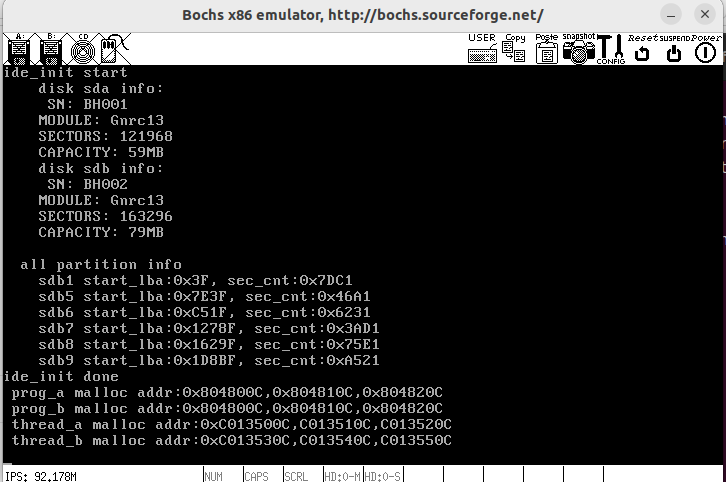 Bochs x86 emulator, http://bochs.sourceforge.net/
A: B: CD USER Copy Paste snapshot CONFIG Reset SUSPEND Power
ide_init start
disk sda info:
SN: BH001
MODULE: Gnrc13
SECTORS: 121968
CAPACITY: 59MB
disk sdb info:
SN: BH002
MODULE: Gnrc13
SECTORS: 163296
CAPACITY: 79MB
all partition info
sdb1 start_lba:0x3F, sec_cnt:0x7DC1
sdb5 start_lba:0x7E3F, sec_cnt:0x46A1
sdb6 start_lba:0xC51F, sec_cnt:0x6231
sdb7 start_lba:0x1278F, sec_cnt:0x3AD1
sdb8 start_lba:0x1629F, sec_cnt:0x75E1
sdb9 start_lba:0x1D8BF, sec_cnt:0xA521
ide_init done
prog_a malloc addr:0x804800C,0x804810C,0x804820C
prog_b malloc addr:0x804800C,0x804810C,0x804820C
thread_a malloc addr:0xC013500C,C013510C,C013520C
thread_b malloc addr:0xC013530C,C013540C,C013550C
IPS: 92.178M NUM CAPS SCRL HD:0-M HD:0-S